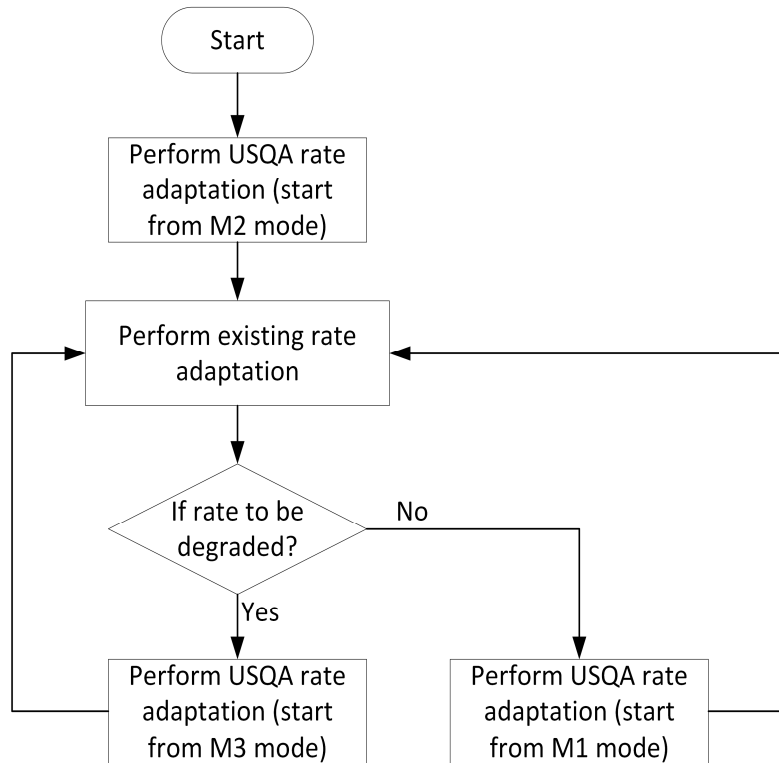 Start
Perform USQA rate
adaptation (start
from M2 mode)
Perform existing rate
adaptation
If rate to be
degraded?
No
Yes
Perform USQA rate
adaptation (start
from M3 mode)
Perform USQA rate
adaptation (start
from M1 mode)